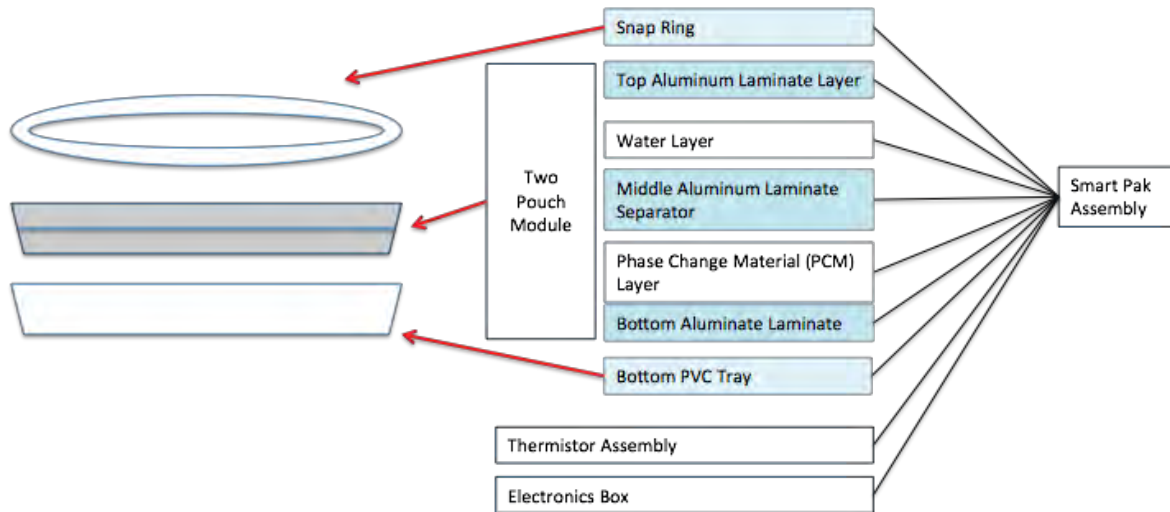 Snap Ring
Top Aluminum Laminate Layer
Water Layer
Two
Pouch
Module
Middle Aluminum Laminate
Separator
Smart Pak
Assembly
Phase Change Material (PCM)
Layer
Bottom Aluminate Laminate
Bottom PVC Tray
Thermistor Assembly
Electronics Box